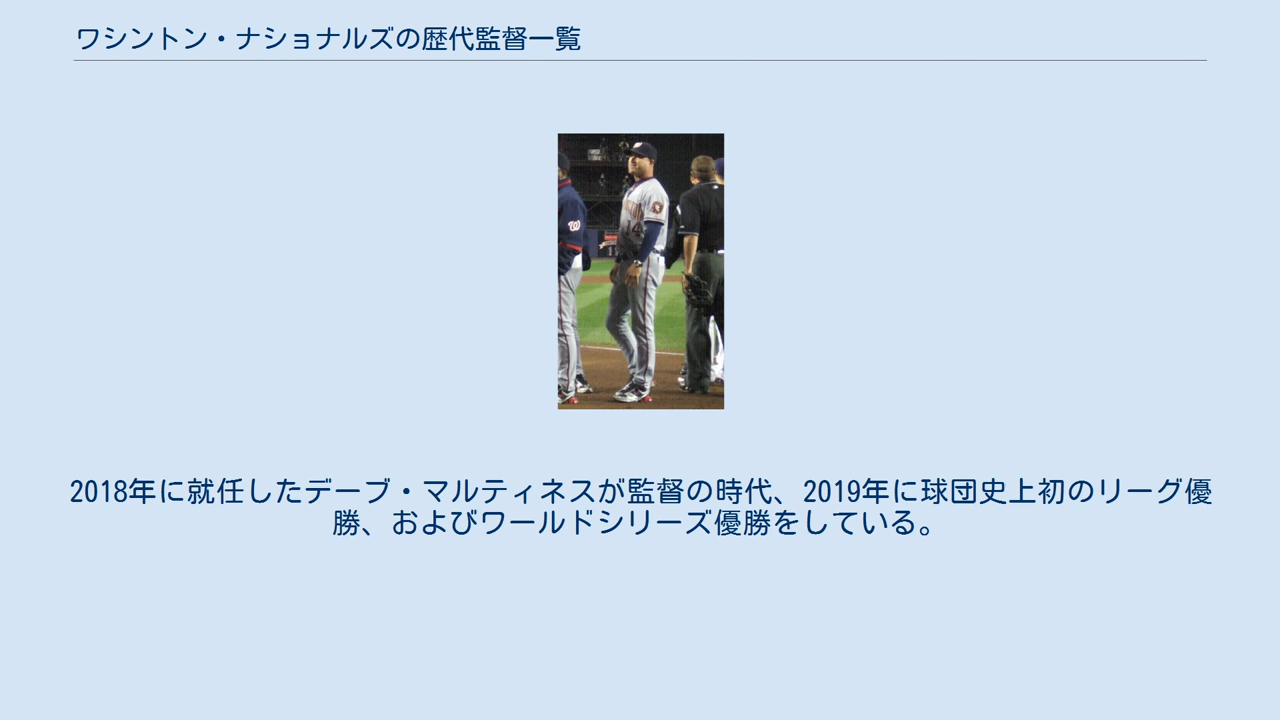 ワシントン・ナショナルズの歴代監督一覧
W
14
2018年に就任したデーブ・マルティネスが監督の時代、2019年に球団史上初のリーグ優
勝、およびワールドシリーズ優勝をしている。